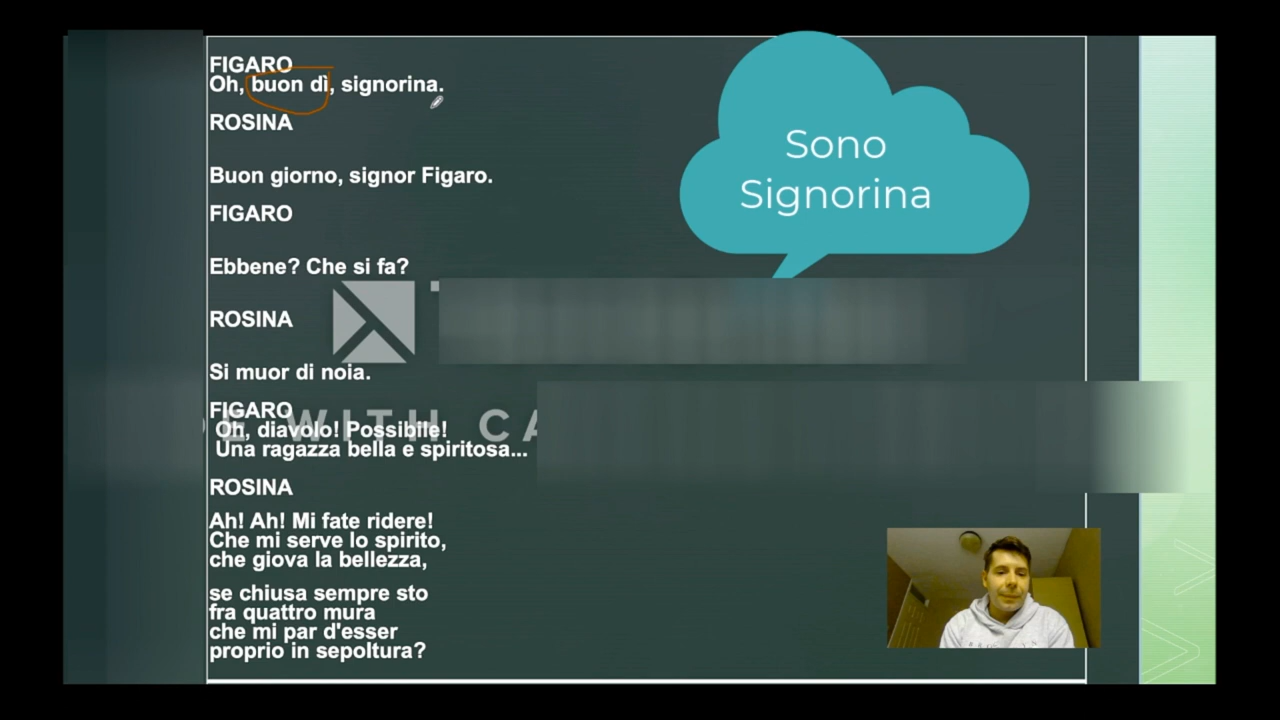 FIGARO
Oh, buon dì, signorina.
ROSINA
Buon giorno, signor Figaro.
FIGARO
Ebbene? Che si fa?
ROSINA
Si muor di noia.
FIGARO
Oh, diavolo! Possibile!
Una ragazza bella e spiritosa...
ROSINA
Ah! Ah! Mi fate ridere!
Che mi serve lo spirito,
che giova la bellezza,
se chiusa sempre sto
fra quattro mura
che mi par d'esser
proprio in sepoltura?
Sono
Signorina
WITH